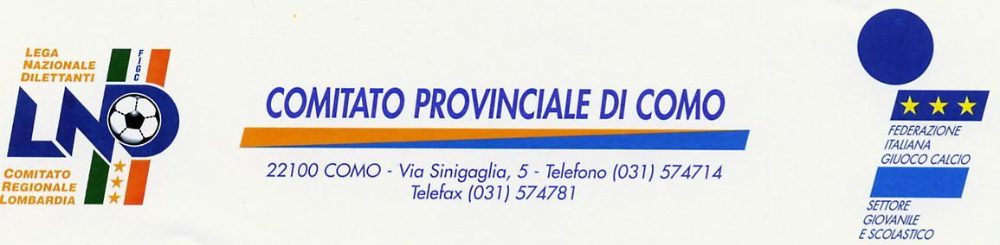 LEGA
NAZIONALE
DILETTANTI
FIGC
LND
COMITATO
REGIONALE
LOMBARDIA
COMITATO PROVINCIALE DI COMO
22100 COMO - Via Sinigaglia, 5 - Telefono (031) 574714
Telefax (031) 574781
FEDERAZIONE
ITALIANA
GIUOCO CALCIO
SETTORE
GIOVANILE
E SCOLASTICO